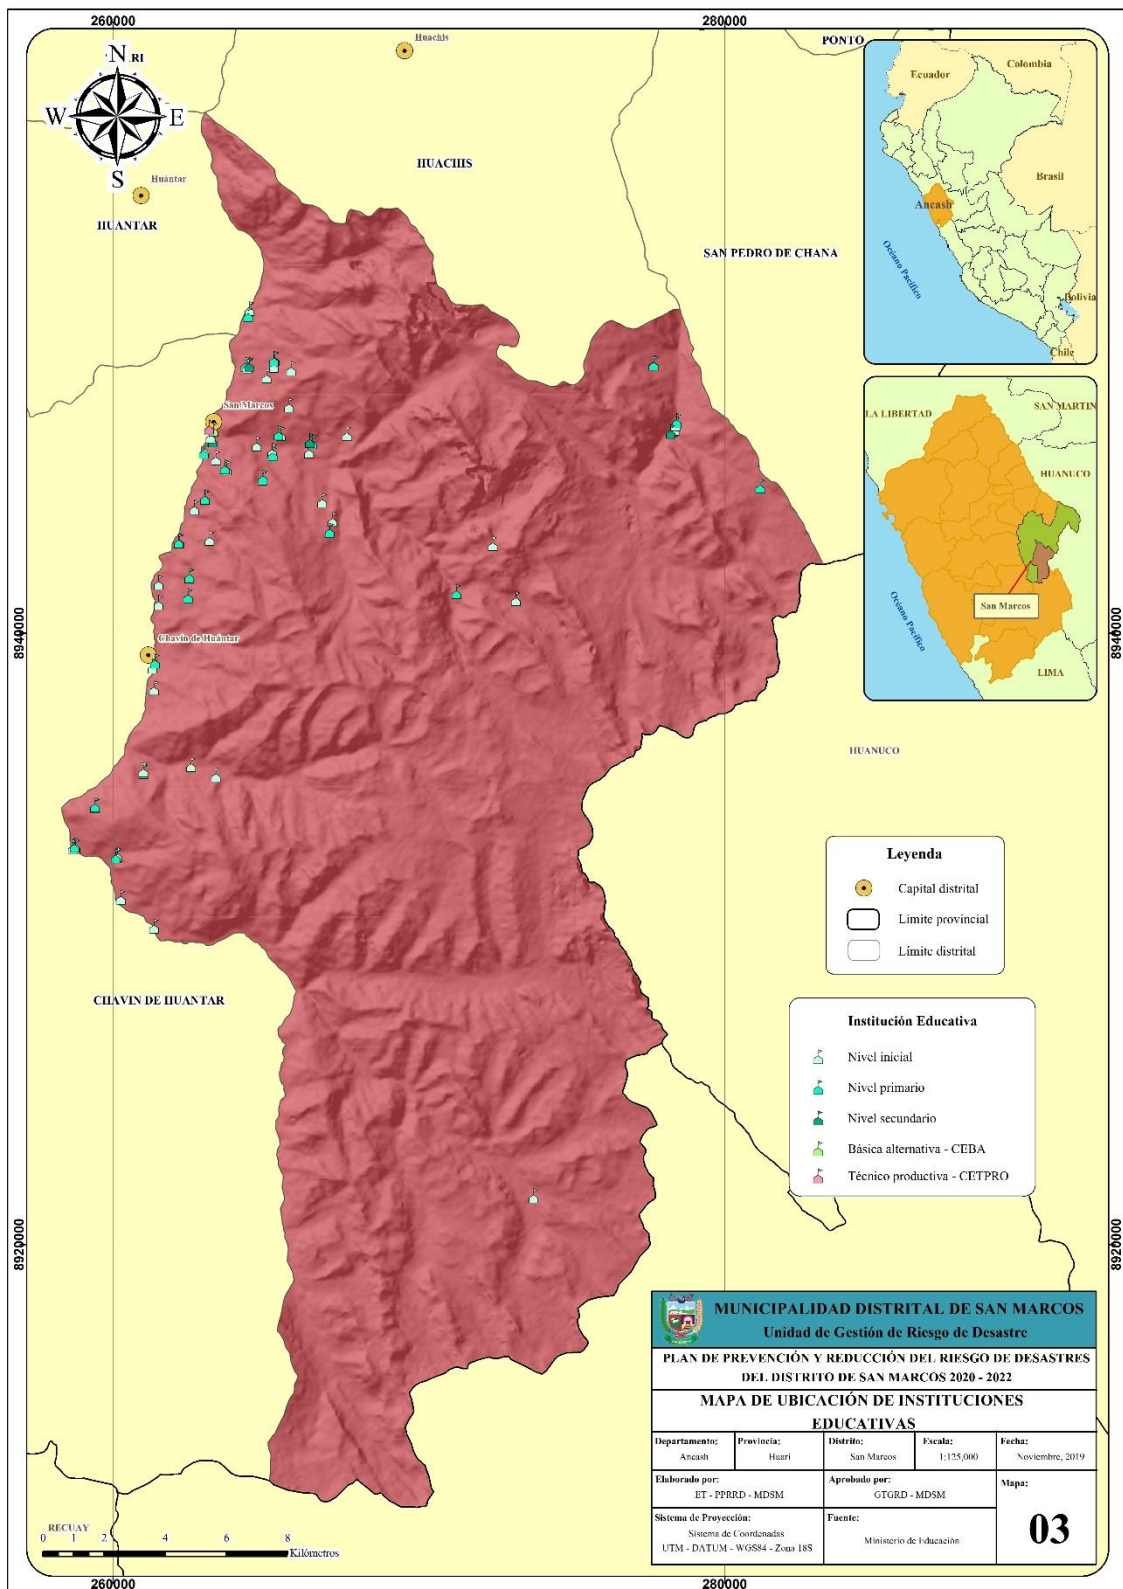 260000
280000
Huachis
PONTO
N
.RI
W
E
S
Huántar
HUANTAR
HUACHIS
SAN PEDRO DE CHANA
Ecuador
Colombia
Brasil
Ancash
Océano Pacífico
Bolivia
Chile
San Marcos
LA LIBERTAD
SAN MARTIN
HUANUCO
San Marcos
Océano Pacífico
LIMA
8940000
8940000
Chavín de Huántar
HUANUCO
Leyenda
Capital distrital
Límite provincial
Límite distrital
CHAVIN DE HUANTAR
Institución Educativa
Nivel inicial
Nivel primario
Nivel secundario
Básica alternativa - CEBA
Técnico productiva - CETPRO
8920000
8920000
MUNICIPALIDAD DISTRITAL DE SAN MARCOS
Unidad de Gestión de Riesgo de Desastre
PLAN DE PREVENCIÓN Y REDUCCIÓN DEL RIESGO DE DESASTRES
DEL DISTRITO DE SAN MARCOS 2020 - 2022
MAPA DE UBICACIÓN DE INSTITUCIONES
EDUCATIVAS
Departamento: Provincia: Distrito: Escala: Fecha:
Ancash Huari San Marcos 1:125,000 Noviembre, 2019
Elaborado por: Aprobado por: Mapa:
ET - PPRRD - MDSM GTGRD - MDSM
03
Sistema de Proyección: Fuente:
Sistema de Coordenadas
UTM - DATUM - WGS84 - Zona 18S
Ministerio de Educación
RECUAY
0 1 2 4 6 8
Kilómetros
260000
280000